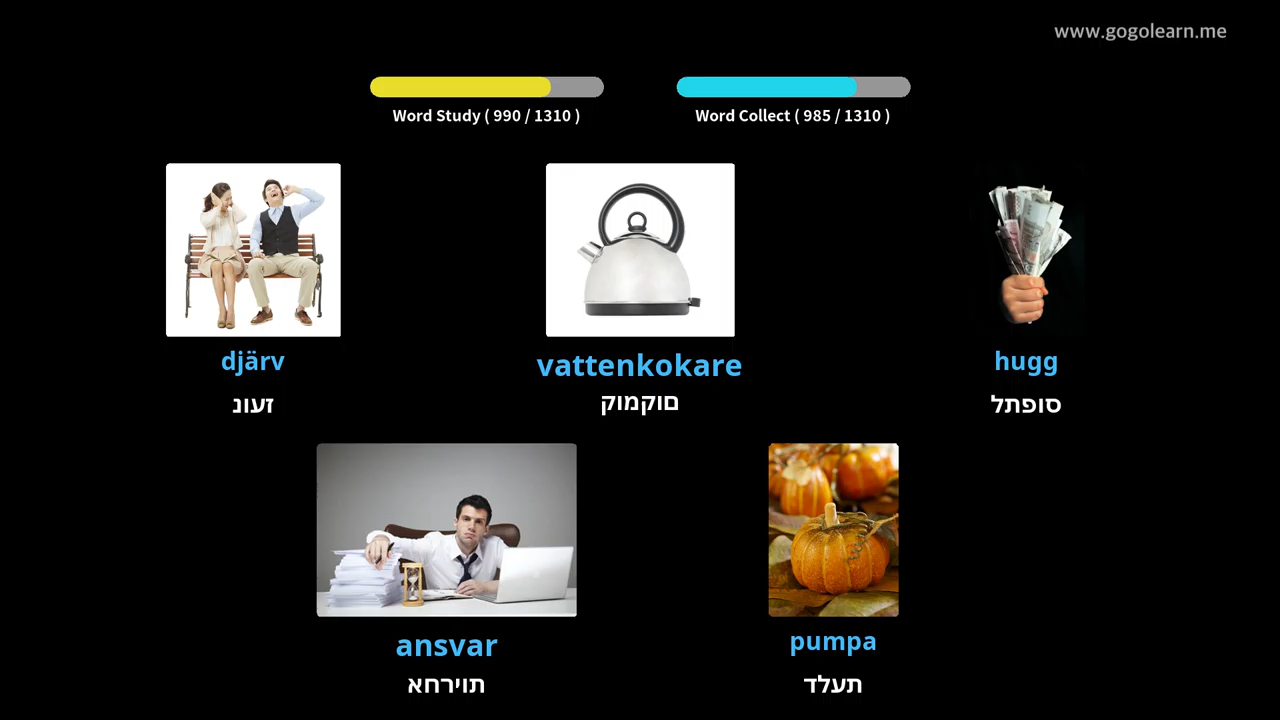 www.gogolearn.me
Word Study ( 990 / 1310 )
Word Collect ( 985 / 1310 )
djärv
זעונ
vattenkokare
םוקמוק
hugg
סופתל
ansvar
תוירחא
pumpa
תעלד